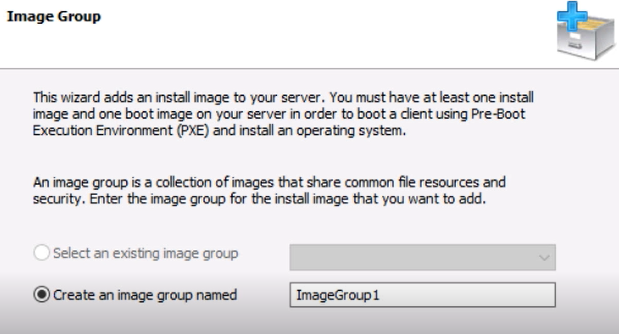 Image Group
This wizard adds an install image to your server. You must have at least one install
image and one boot image on your server in order to boot a client using Pre-Boot
Execution Environment (PXE) and install an operating system.
An image group is a collection of images that share common file resources and
security. Enter the image group for the install image that you want to add.
Select an existing image group
Create an image group named
ImageGroup1